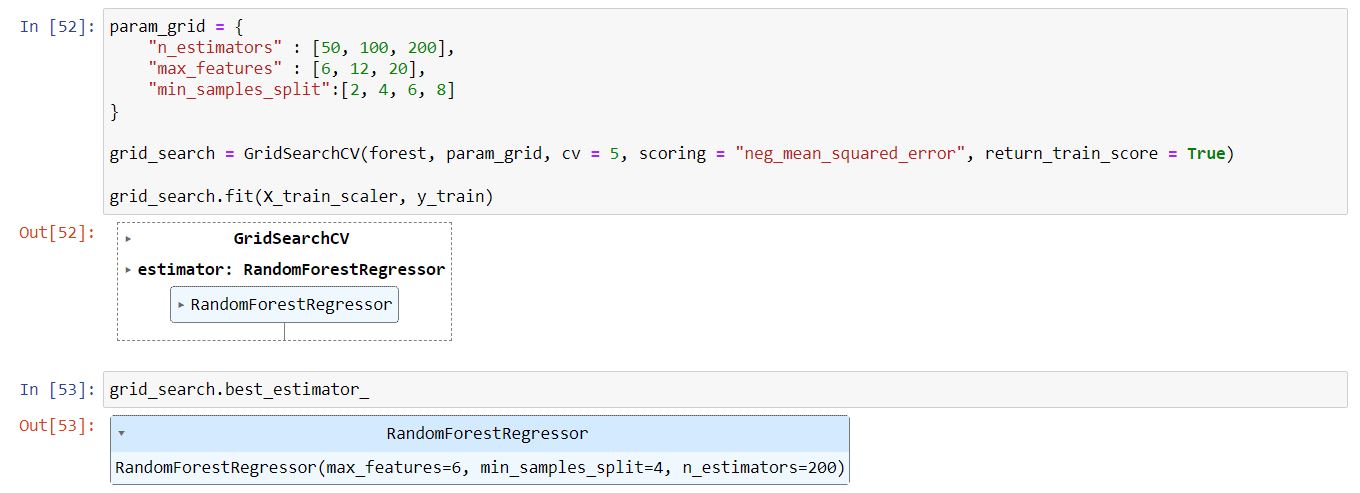 In [52]: param_grid = {
    "n_estimators" : [50, 100, 200],
    "max_features" : [6, 12, 20],
    "min_samples_split":[2, 4, 6, 8]
}
grid_search = GridSearchCV(forest, param_grid, cv = 5, scoring = "neg_mean_squared_error", return_train_score = True)
grid_search.fit(X_train_scaler, y_train)
Out[52]:
GridSearchCV
estimator: RandomForestRegressor
RandomForestRegressor
In [53]: grid_search.best_estimator_
Out[53]:
RandomForestRegressor
RandomForestRegressor(max_features=6, min_samples_split=4, n_estimators=200)